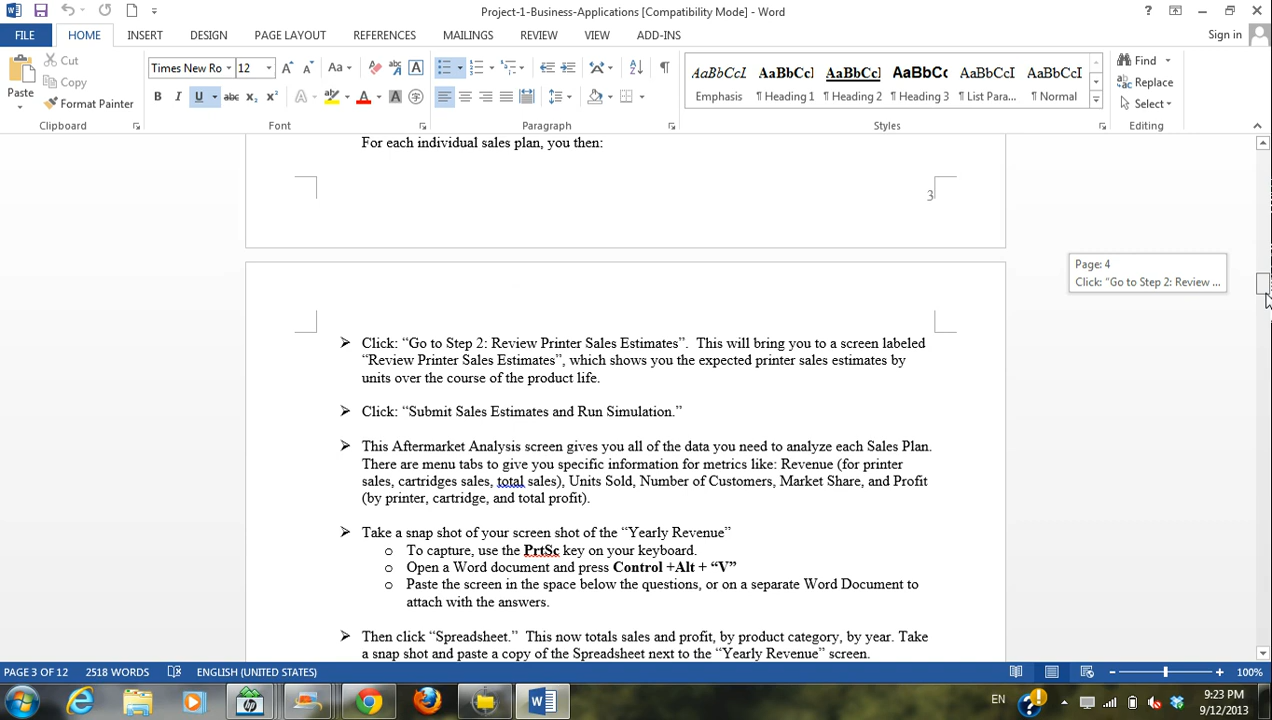 Project-1-Business-Applications [Compatibility Mode] - Word
FILE HOME INSERT DESIGN PAGE LAYOUT REFERENCES MAILINGS REVIEW VIEW ADD-INS Sign in
Paste
Cut
Copy
Format Painter
Clipboard
Times New Ro 12
Font
Paragraph
AaBbCcI AaBbCcI AaBbCcI AaBbCc AaBbCcI AaBbCcI
Emphasis ¶ Heading 1 ¶ Heading 2 ¶ Heading 3 ¶ List Para... ¶ Normal
Styles
Find
Replace
Select
Editing
For each individual sales plan, you then:
3
Page: 4
Click: "Go to Step 2: Review ...
Click: “Go to Step 2: Review Printer Sales Estimates”. This will bring you to a screen labeled
“Review Printer Sales Estimates”, which shows you the expected printer sales estimates by
units over the course of the product life.
Click: “Submit Sales Estimates and Run Simulation.”
This Aftermarket Analysis screen gives you all of the data you need to analyze each Sales Plan.
There are menu tabs to give you specific information for metrics like: Revenue (for printer
sales, cartridges sales, total sales), Units Sold, Number of Customers, Market Share, and Profit
(by printer, cartridge, and total profit).
Take a snap shot of your screen shot of the “Yearly Revenue”
o To capture, use the PrtSc key on your keyboard.
o Open a Word document and press Control +Alt + “V”
o Paste the screen in the space below the questions, or on a separate Word Document to
attach with the answers.
Then click “Spreadsheet.” This now totals sales and profit, by product category, by year. Take
a snap shot and paste a copy of the Spreadsheet next to the “Yearly Revenue” screen.
PAGE 3 OF 12 2518 WORDS ENGLISH (UNITED STATES) 100%
EN
9:23 PM
9/12/2013